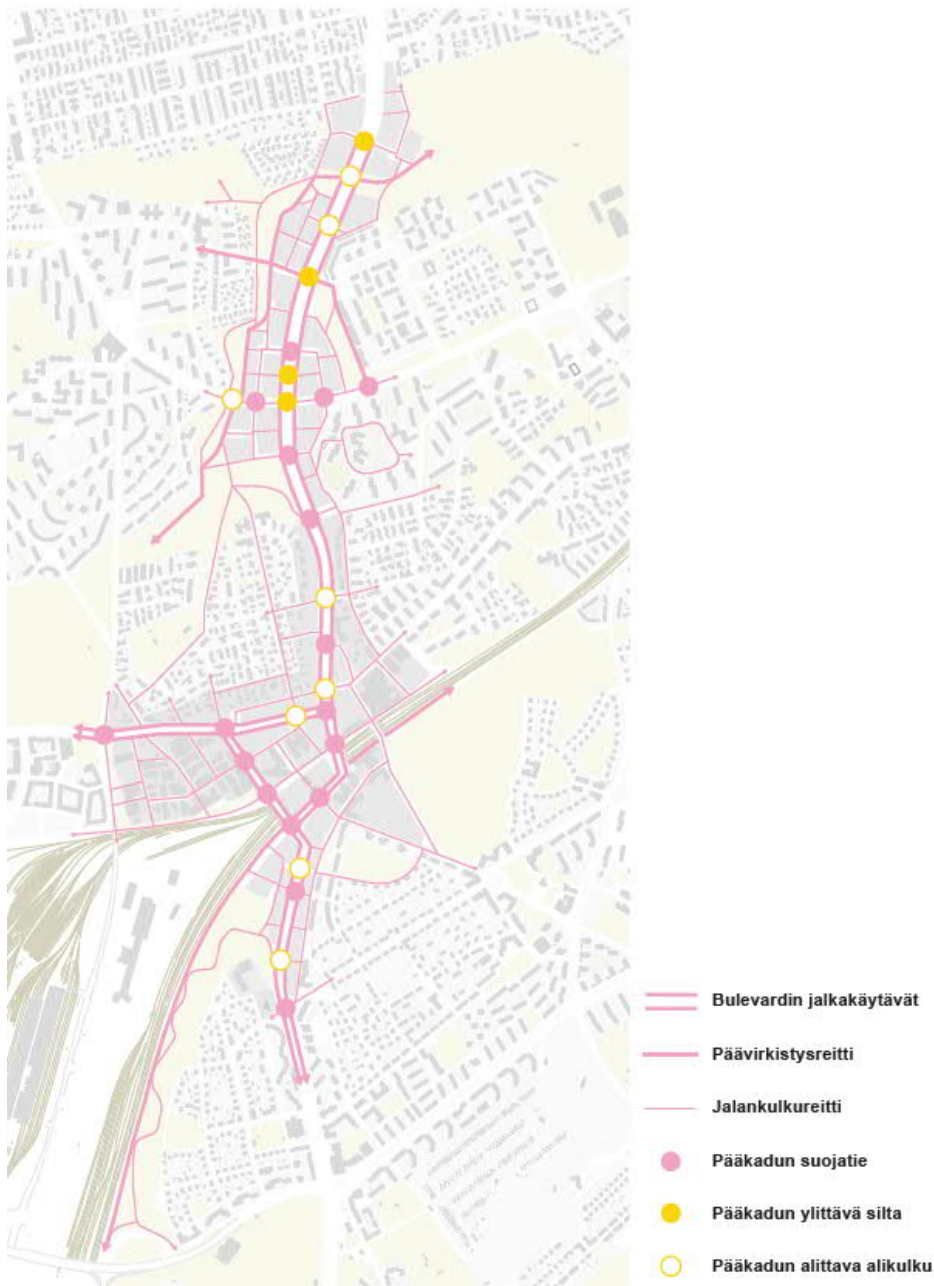 Bulevardin jalkakäytävät
Päävirkistysreitti
Jalankulkureitti
Pääkadun suojatie
Pääkadun ylittävä silta
Pääkadun alittava alikulku